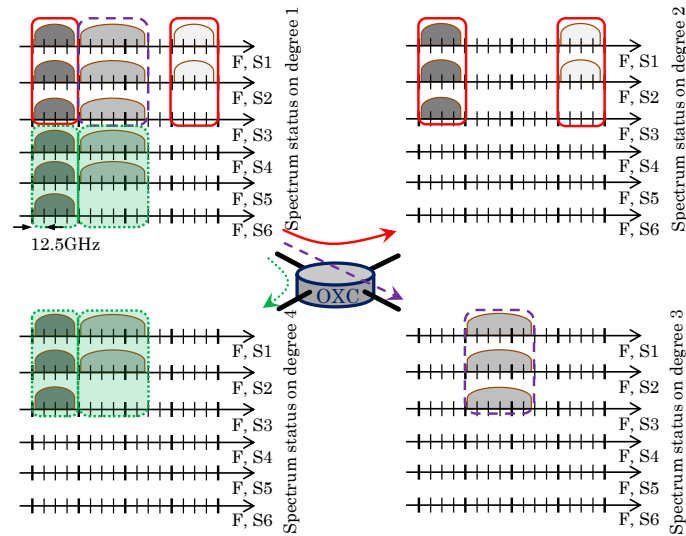 F, S1
F, S2
F, S3
F, S4
F, S5
F, S6
12.5GHz
Spectrum status on degree 1
F, S1
F, S2
F, S3
F, S4
F, S5
F, S6
Spectrum status on degree 2
OXC
F, S1
F, S2
F, S3
F, S4
F, S5
F, S6
Spectrum status on degree 4
F, S1
F, S2
F, S3
F, S4
F, S5
F, S6
Spectrum status on degree 3